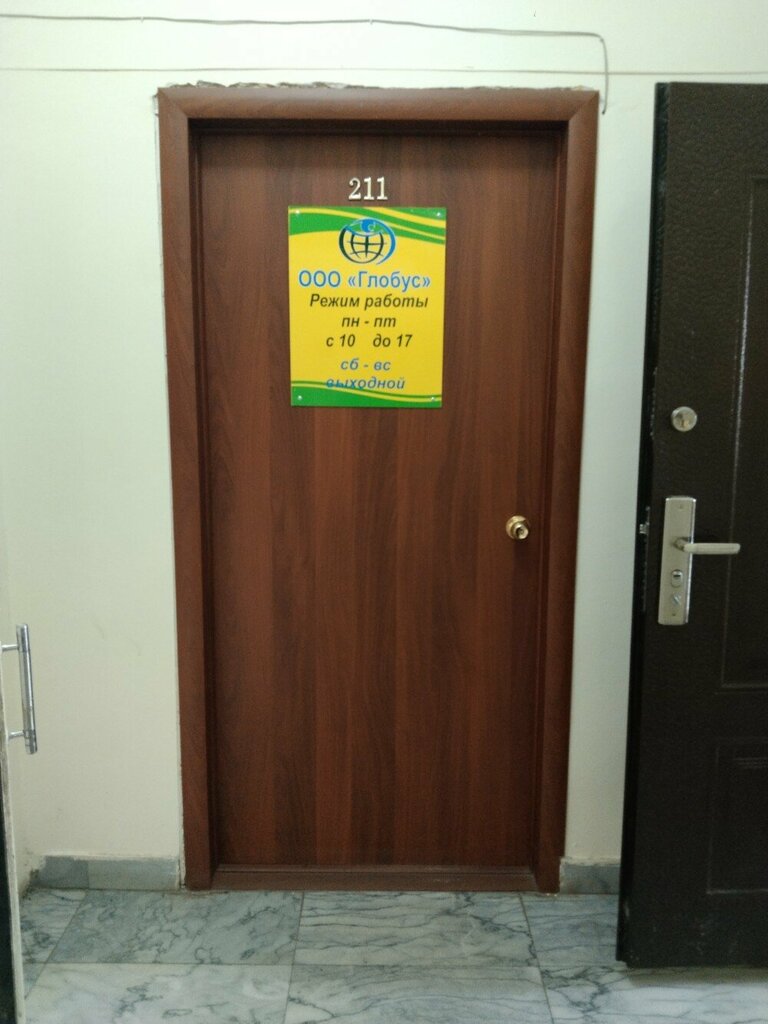 211
ООО «Глобус»
Режим работы
пн - пт
с 10 до 17
сб - вс
выходной